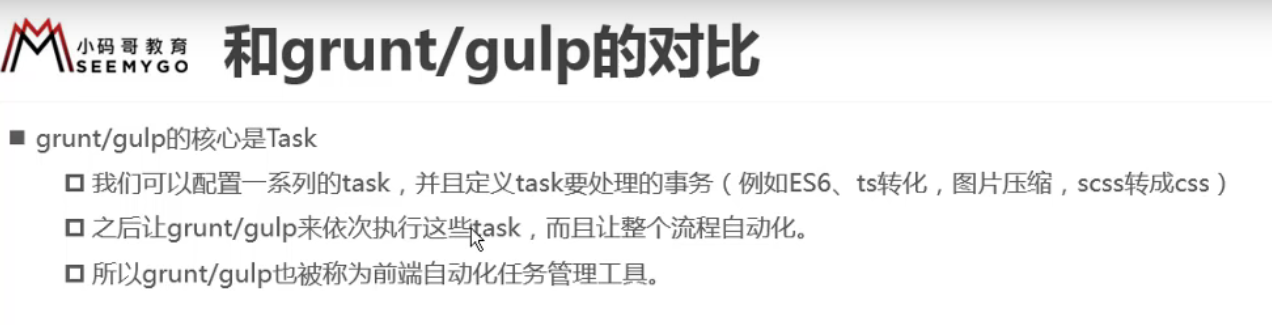 小码哥教育
SEEMYGO
和grunt/gulp的对比
grunt/gulp的核心是Task
我们可以配置一系列的task，并且定义task要处理的事务（例如ES6、ts转化，图片压缩，scss转成css）
之后让grunt/gulp来依次执行这些task，而且让整个流程自动化。
所以grunt/gulp也被称为前端自动化任务管理工具。